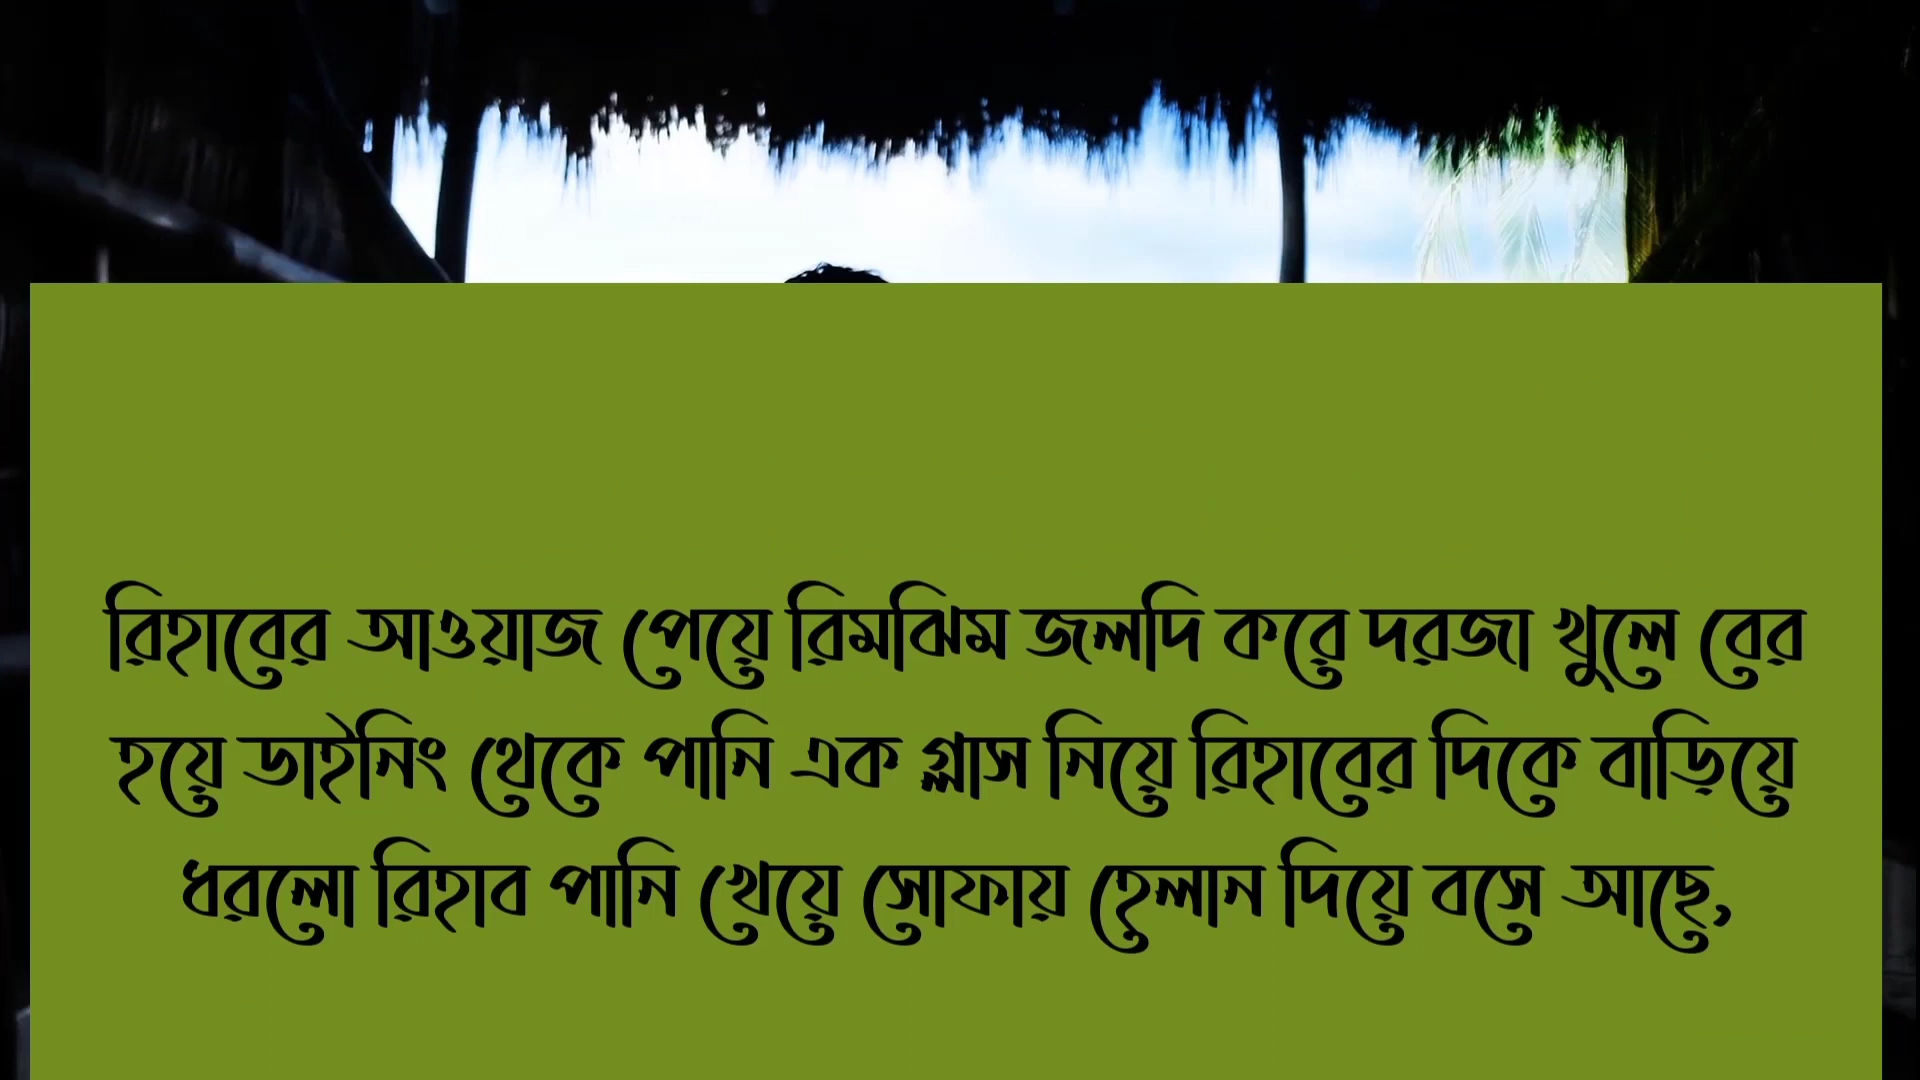 রিহাবের আওয়াজ পেয়ে রিমঝিম জলদি করে দরজা খুলে বের
হয়ে ডাইনিং থেকে পানি এক গ্লাস নিয়ে রিহাবের দিকে বাড়িয়ে
ধরলো রিহাব পানি খেয়ে সোফায় হেলান দিয়ে বসে আছে,